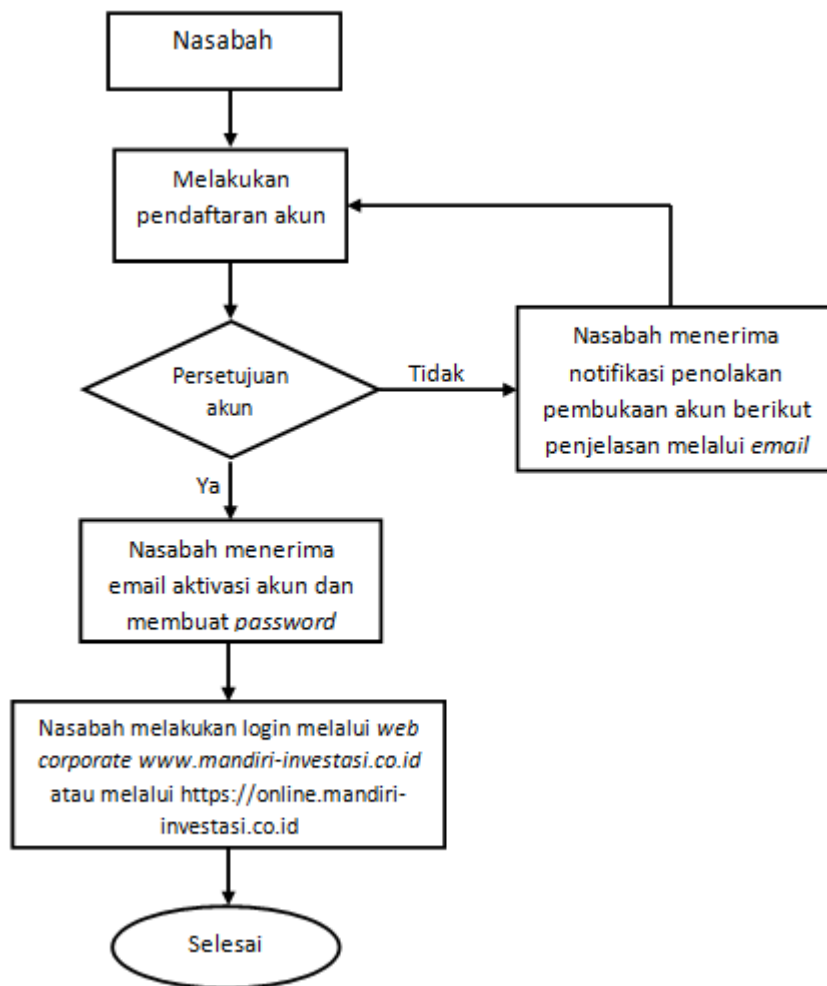 Nasabah
Melakukan
pendaftaran akun
Persetujuan
akun
Tidak
Nasabah menerima
notifikasi penolakan
pembukaan akun berikut
penjelasan melalui email
Ya
Nasabah menerima
email aktivasi akun dan
membuat password
Nasabah melakukan login melalui web
corporate www.mandiri-investasi.co.id
atau melalui https://online.mandiri-
investasi.co.id
Selesai